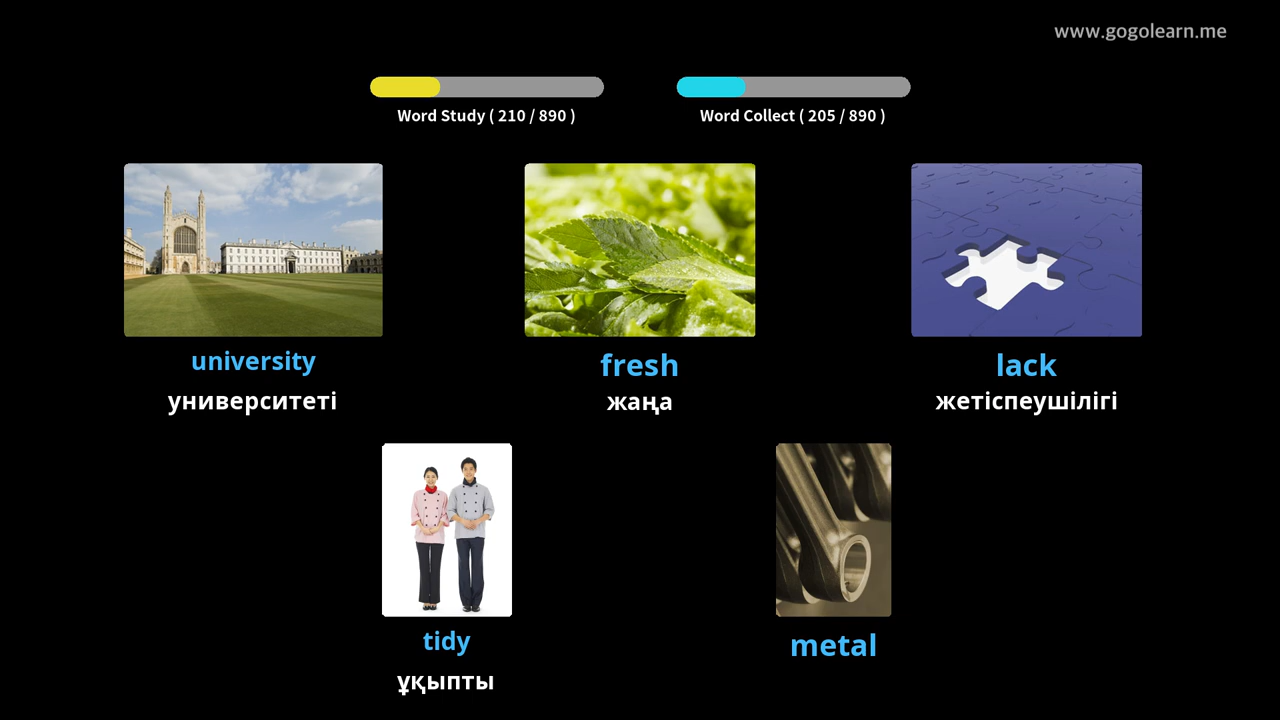 www.gogolearn.me
Word Study ( 210 / 890 )
Word Collect ( 205 / 890 )
university
университеті
fresh
жаңа
lack
жетіспеушілігі
tidy
ұқыпты
metal